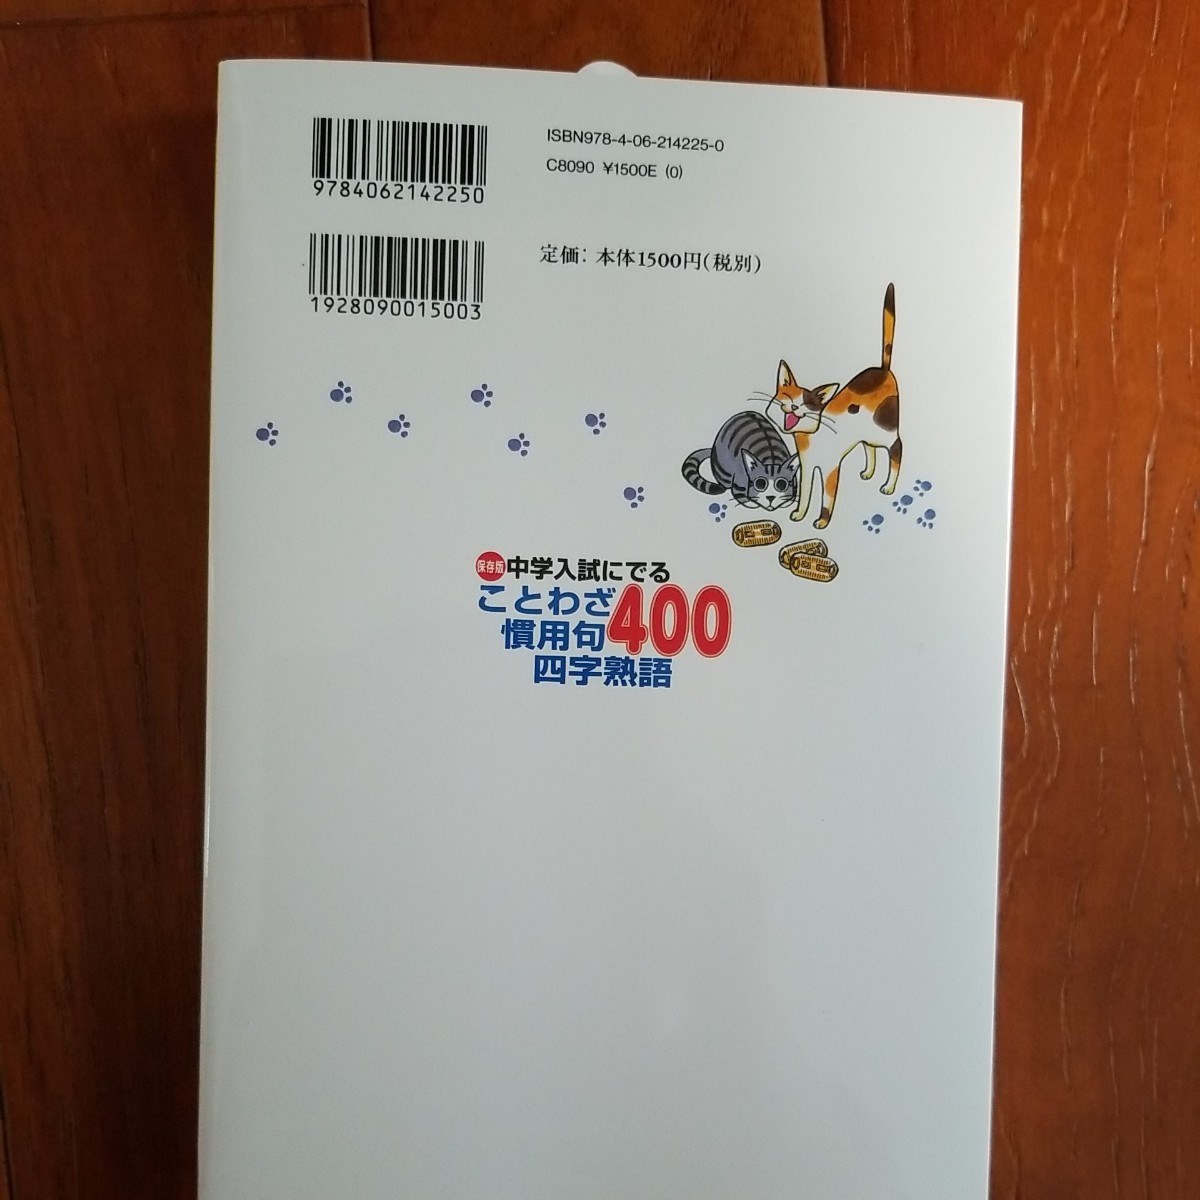 ISBN978-4-06-214225-0
C8090 ¥1500E (0)
9784062142250
定価：本体1500円(税別)
1928090015003
保存版 中学入試にでる
ことわざ
慣用句 400
四字熟語